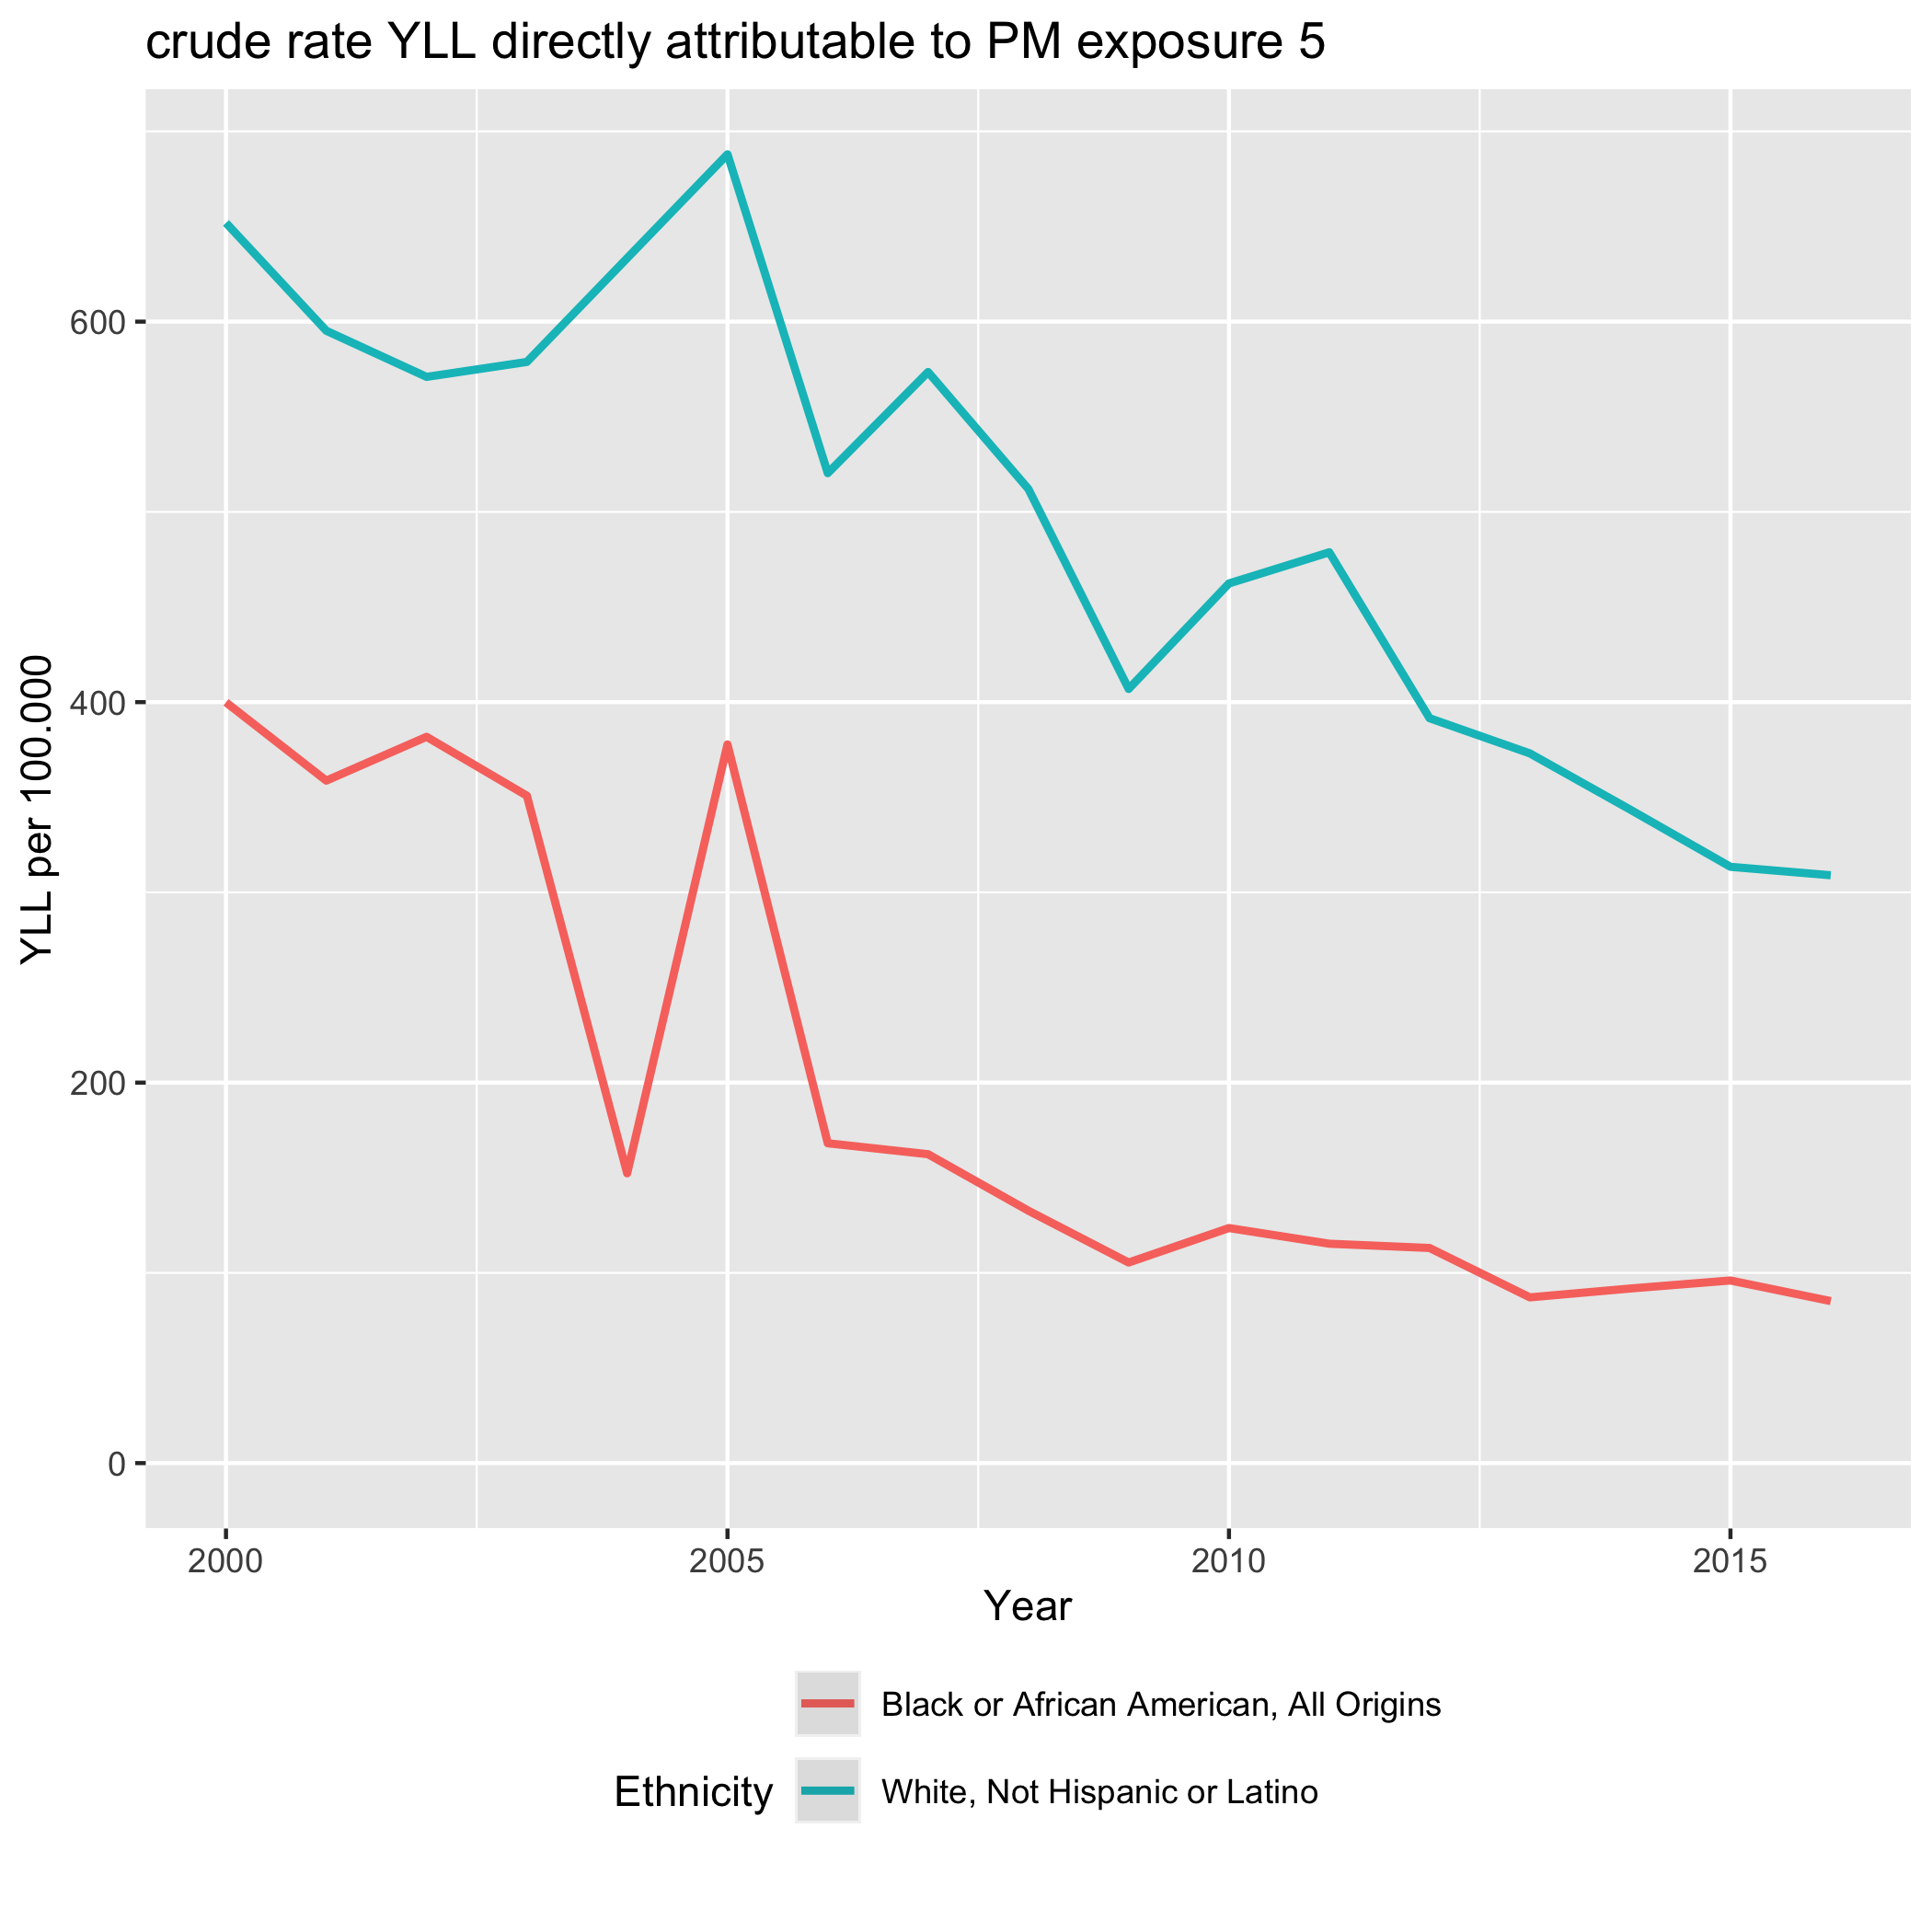 crude rate YLL directly attributable to PM exposure 5
YLL per 100.000
600
400
200
0
2000 2005 2010 2015
Year
Ethnicity
Black or African American, All Origins
White, Not Hispanic or Latino